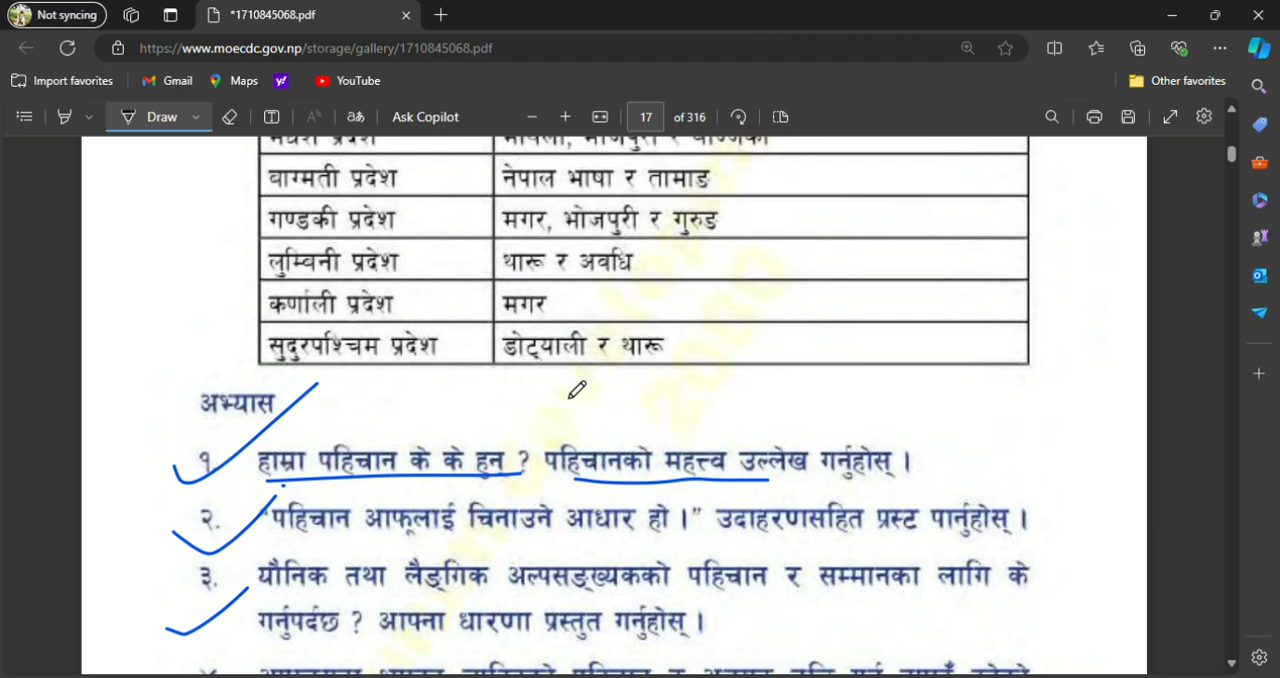 Not syncing
*1710845068.pdf
https://www.moecdc.gov.np/storage/gallery/1710845068.pdf
Import favorites Gmail Maps YouTube Other favorites
Draw aあ Ask Copilot 17 of 316
बाग्मती प्रदेश नेपाल भाषा र तामाङ
गण्डकी प्रदेश मगर, भोजपुरी र गुरुङ
लुम्बिनी प्रदेश थारू र अवधि
कर्णाली प्रदेश मगर
सुदुरपश्चिम प्रदेश डोट्याली र थारू
अभ्यास
१. हाम्रा पहिचान के के हुन ? पहिचानको महत्त्व उल्लेख गर्नुहोस् ।
२. "पहिचान आफूलाई चिनाउने आधार हो ।" उदाहरणसहित प्रस्ट पार्नुहोस् ।
३. यौनिक तथा लैङ्गिक अल्पसङ्ख्यकको पहिचान र सम्मानका लागि के
गर्नुपर्दछ ? आफ्ना धारणा प्रस्तुत गर्नुहोस् ।